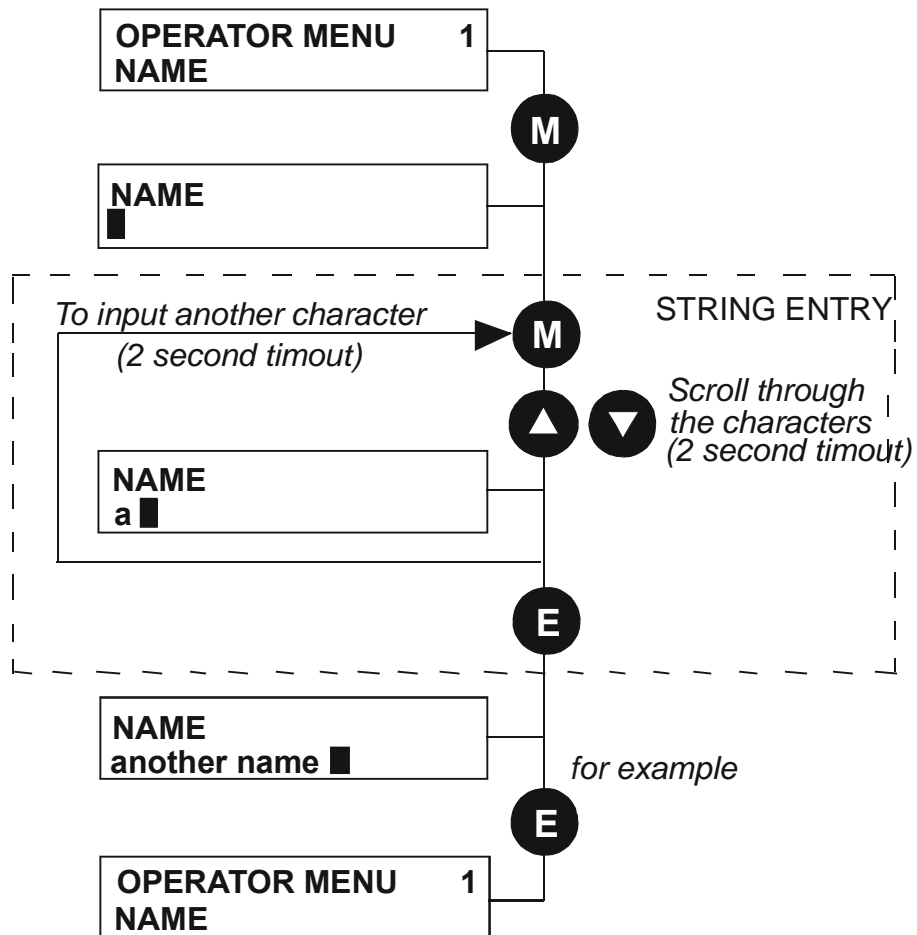 OPERATOR MENU 1
NAME
M
NAME
STRING ENTRY
To input another character
(2 second timout)
M
Scroll through
the characters
(2 second timout)
NAME
a
E
NAME
another name
for example
E
OPERATOR MENU 1
NAME